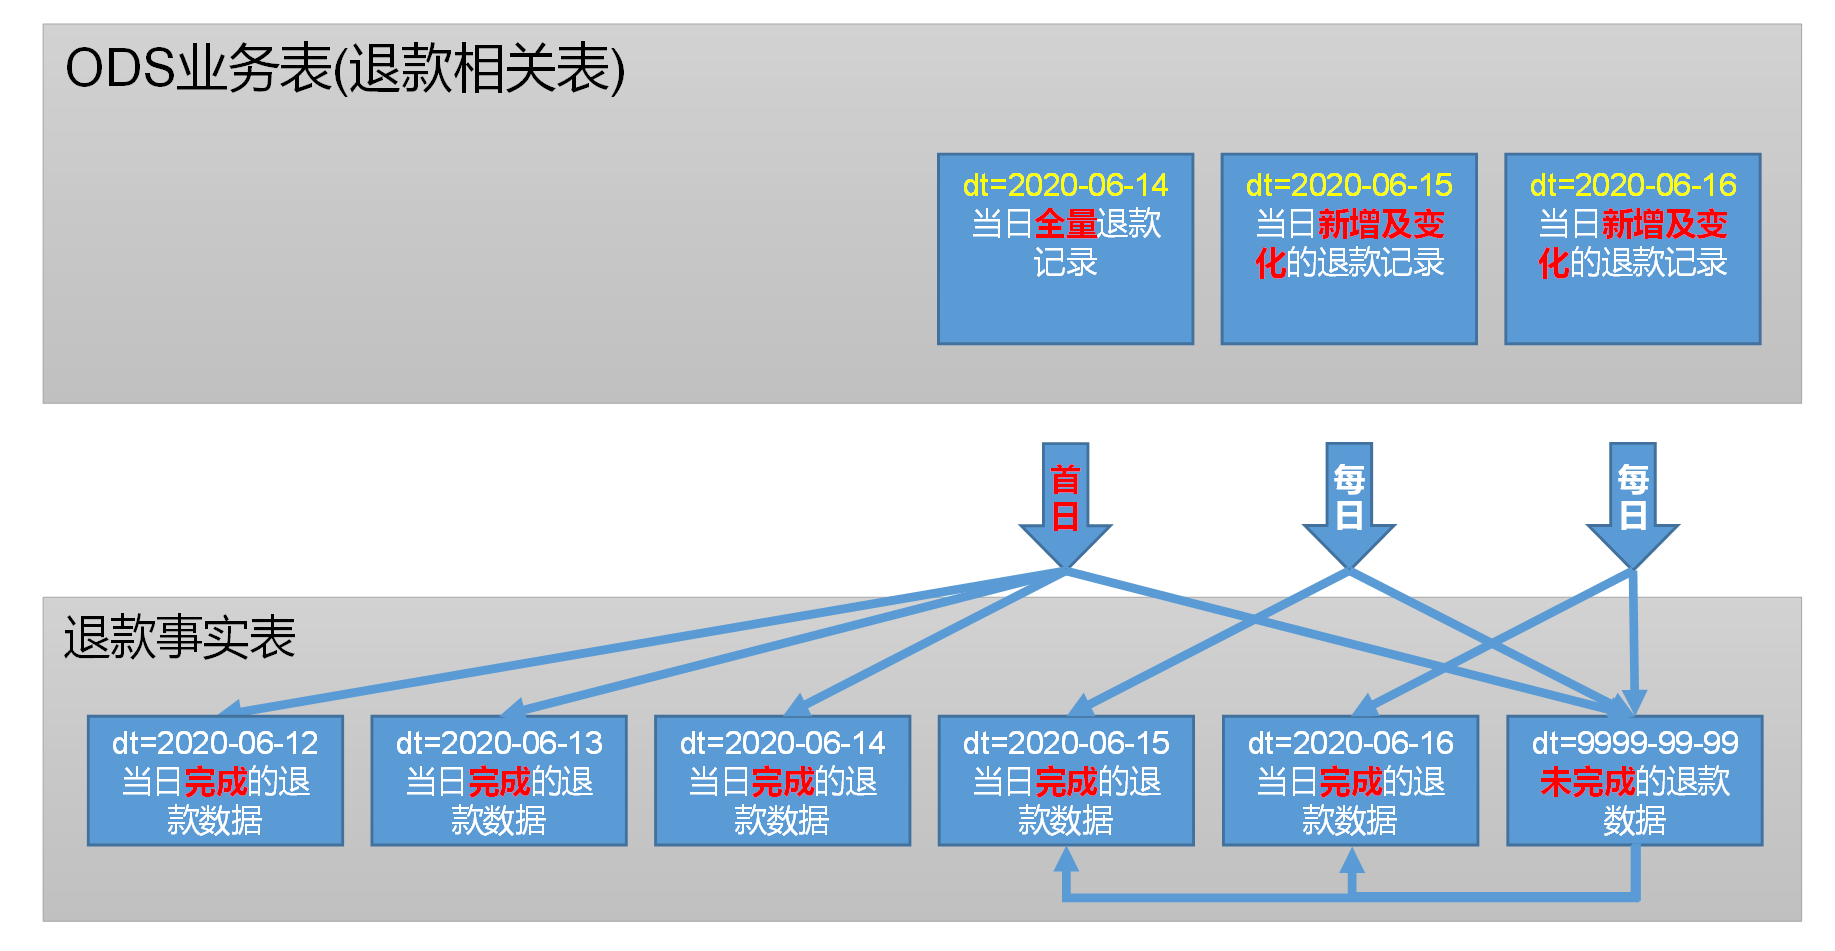 ODS业务表(退款相关表)
dt=2020-06-14
当日全量退款
记录
dt=2020-06-15
当日新增及变
化的退款记录
dt=2020-06-16
当日新增及变
化的退款记录
首
日
每
日
每
日
退款事实表
dt=2020-06-12
当日完成的退
款数据
dt=2020-06-13
当日完成的退
款数据
dt=2020-06-14
当日完成的退
款数据
dt=2020-06-15
当日完成的退
款数据
dt=2020-06-16
当日完成的退
款数据
dt=9999-99-99
未完成的退款
数据